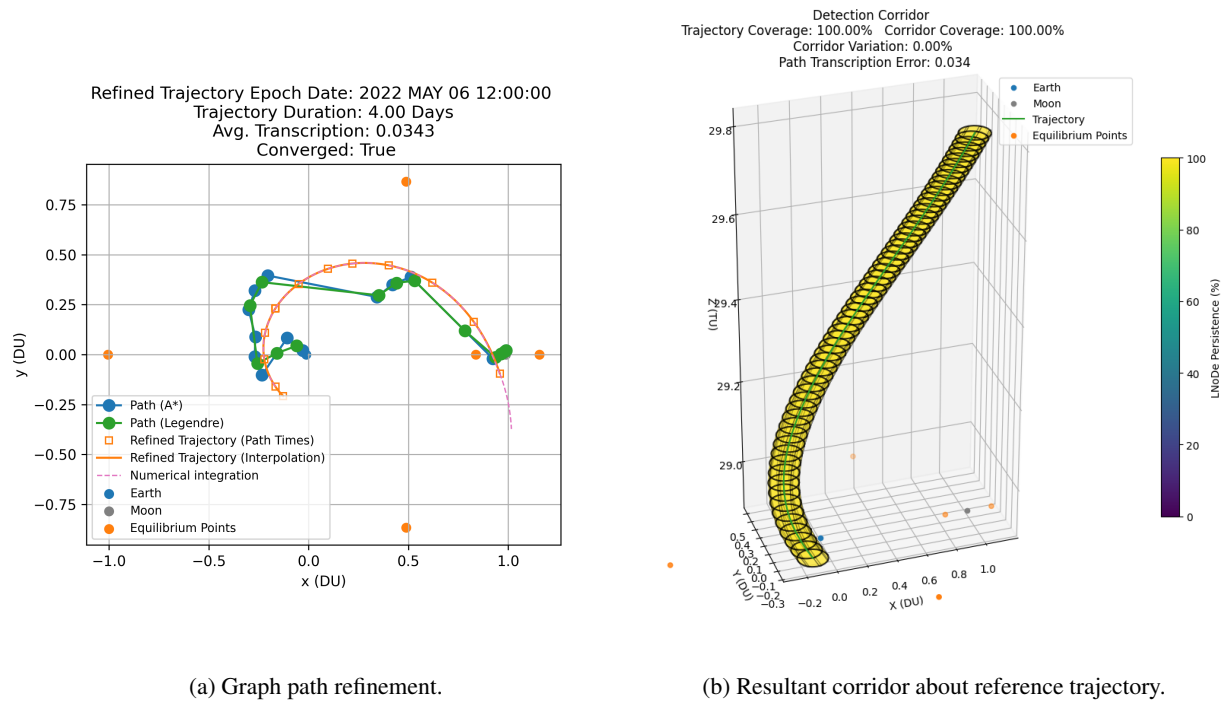 Refined Trajectory Epoch Date: 2022 MAY 06 12:00:00
Trajectory Duration: 4.00 Days
Avg. Transcription: 0.0343
Converged: True
0.75
0.50
0.25
0.00
−0.25
−0.50
−0.75
y (DU)
Path (A*)
Path (Legendre)
Refined Trajectory (Path Times)
Refined Trajectory (Interpolation)
Numerical integration
Earth
Moon
Equilibrium Points
−1.0
−0.5
0.0
0.5
1.0
x (DU)
(a) Graph path refinement.
Detection Corridor
Trajectory Coverage: 100.00% Corridor Coverage: 100.00%
Corridor Variation: 0.00%
Path Transcription Error: 0.034
Earth
Moon
Trajectory
Equilibrium Points
29.8
29.6
29.4
29.2
29.0
Z (TU)
0.5
0.4
0.3
0.2
0.1
0.0
−0.1
−0.2
−0.3
Y (DU)
−0.2
0.0
0.2
0.4
0.6
0.8
1.0
X (DU)
100
80
60
40
20
0
LNoDe Persistence (%)
(b) Resultant corridor about reference trajectory.